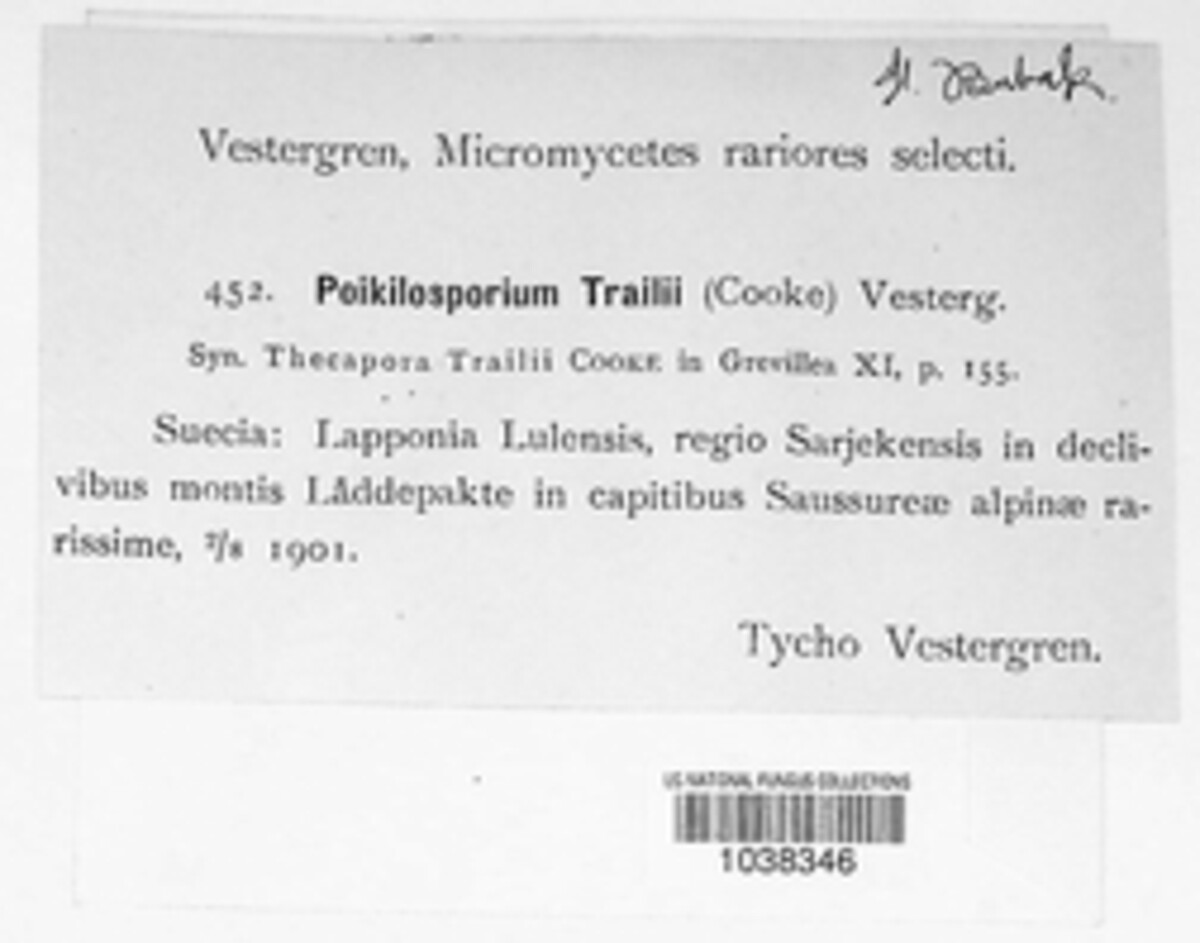 Vestergren, Micromycetes rariores selecti.
452. Poikilosporium Trailii (Cooke) Vesterg.
Syn. Thecapora Trailii COOKE in Grevillea XI, p. 155.
Suecia: Lapponia Lulensis, regio Sarjekensis in decli-
vibus montis Låddepakte in capitibus Saussureæ alpinæ ra-
rissime, 7/8 1901.
Tycho Vestergren.
US NATIONAL FUNGUS COLLECTIONS
1038346